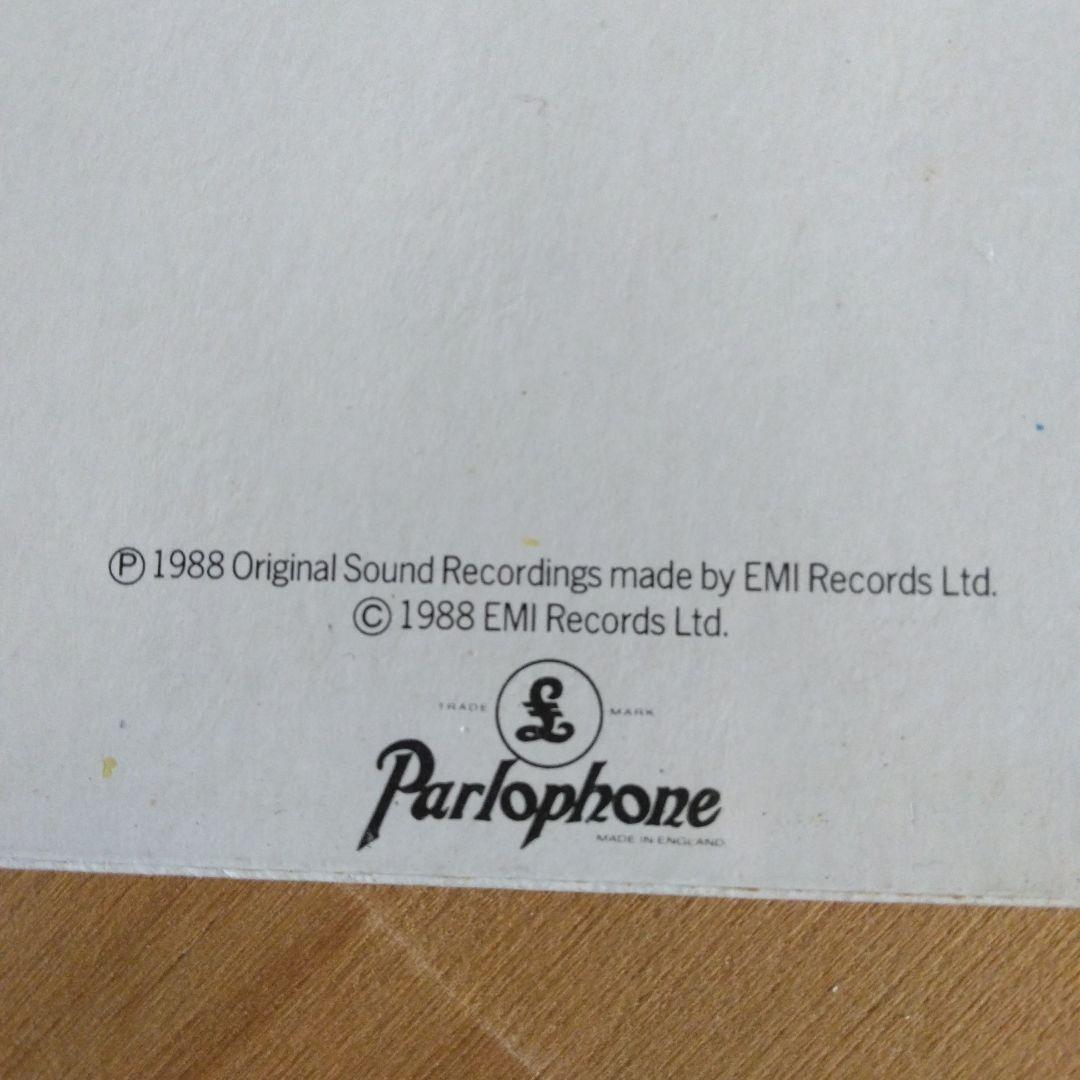 Ⓟ 1988 Original Sound Recordings made by EMI Records Ltd.
© 1988 EMI Records Ltd.
TRADE £ MARK
Parlophone
MADE IN ENGLAND